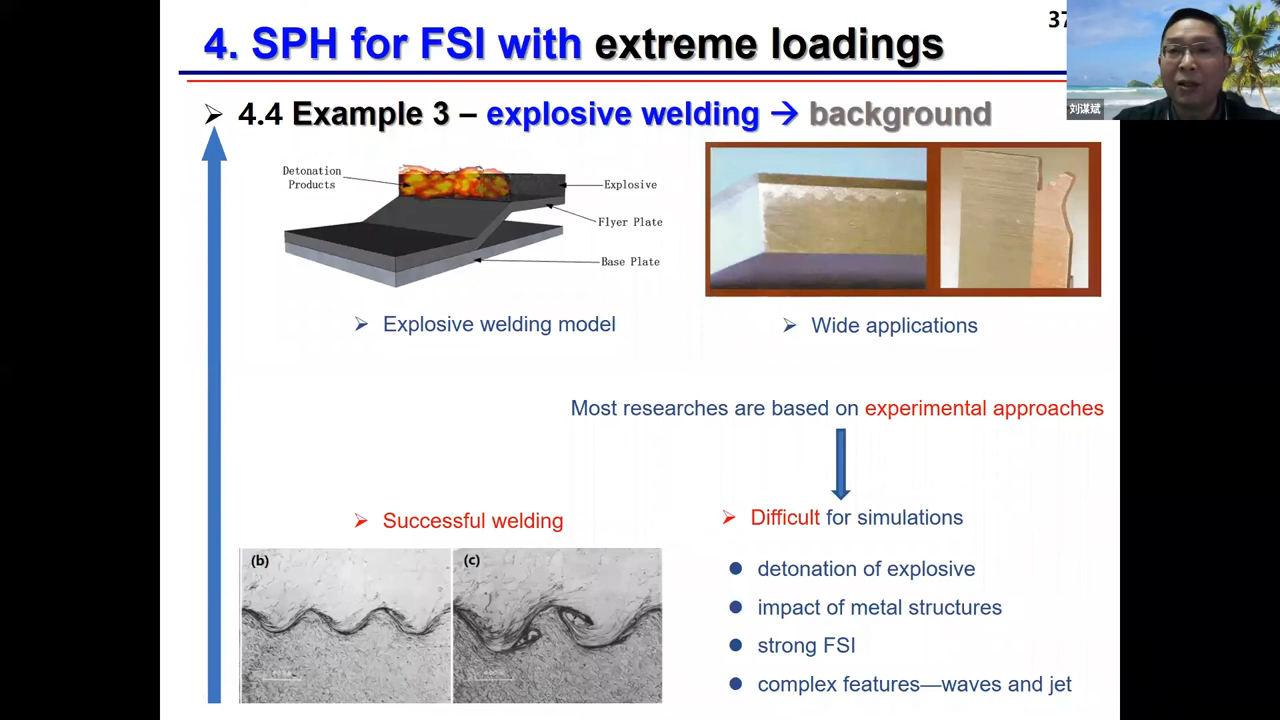 4. SPH for FSI with extreme loadings
37
刘谋斌
4.4 Example 3 – explosive welding → background
Detonation
Products
Explosive
Flyer Plate
Base Plate
Explosive welding model
Wide applications
Most researches are based on experimental approaches
Successful welding
Difficult for simulations
(b)
(c)
detonation of explosive
impact of metal structures
strong FSI
complex features—waves and jet